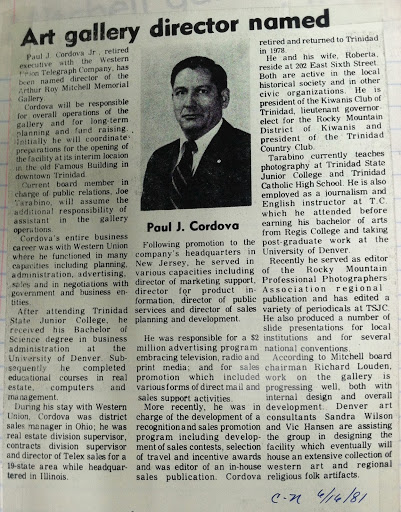 Art gallery director named
Paul J. Cordova Jr., retired
executive with the Western
Union Telegraph Company, has
been named director of the
Arthur Roy Mitchell Memorial
Gallery.
Cordova will be responsible
for overall operations of the
gallery and for long-term
planning and fund raising.
Initially he will coordinate
preparations for the opening of
the facility at its interim locaion
in the old Famous Building in
downtown Trinidad.
Current board member in
charge of public relations, Joe
Tarabino, will assume the
additional responsibility of
assistant in the gallery
operations.
Cordova's entire business
career was with Western Union
where he functioned in many
capacities including planning,
administration, advertising,
sales and in negotiations with
government and business en-
tities.
After attending Trinidad
State Junior College, he
received his Bachelor of
Science degree in business
administration at the
University of Denver. Sub-
sequently he completed
educational courses in real
estate, computers and
management.
During his stay with Western
Union, Cordova was district
sales manager in Ohio; he was
real estate division supervisor,
contracts division supervisor
and director of Telex sales for a
19-state area while headquar-
tered in Illinois.
Paul J. Cordova
Following promotion to the
company's headquarters in
New Jersey, he served in
various capacities including
director of marketing support,
director for product in-
formation, director of public
services and director of sales
planning and development.
He was responsible for a $2
million advertising program
embracing television, radio and
print media; and for sales
promotion which included
various forms of direct mail and
sales support activities.
More recently, he was in
charge of the development of a
recognition and sales promotion
program including develop-
ment of sales contests, selection
of travel and incentive awards
and was editor of an in-house
sales publication. Cordova
retired and returned to Trinidad
in 1978.
He and his wife, Roberta,
reside at 202 East Sixth Street.
Both are active in the local
historical society and in other
civic organizations. He is
president of the Kiwanis Club of
Trinidad, lieutenant governor-
elect for the Rocky Mountain
District of Kiwanis and
president of the Trinidad
Country Club.
Tarabino currently teaches
photography at Trinidad State
Junior College and Trinidad
Catholic High School. He is also
employed as a journalism and
English instructor at T.C.
which he attended before
earning his bachelor of arts
from Regis College and taking
post-graduate work at the
University of Denver.
Recently he served as editor
of the Rocky Mountain
Professional Photographers
Association regional
publication and has edited a
variety of periodicals at TSJC.
He also produced a number of
slide presentations for local
institutions and for several
national conventions.
According to Mitchell board
chairman Richard Louden,
work on the gallery is
progressing well, both with
internal design and overall
development. Denver art
consultants Sandra Wilson
and Vic Hansen are assisting
the group in designing the
facility which eventually will
house an extensive collection of
western art and regional
religious folk artifacts.
C-N 4/16/81